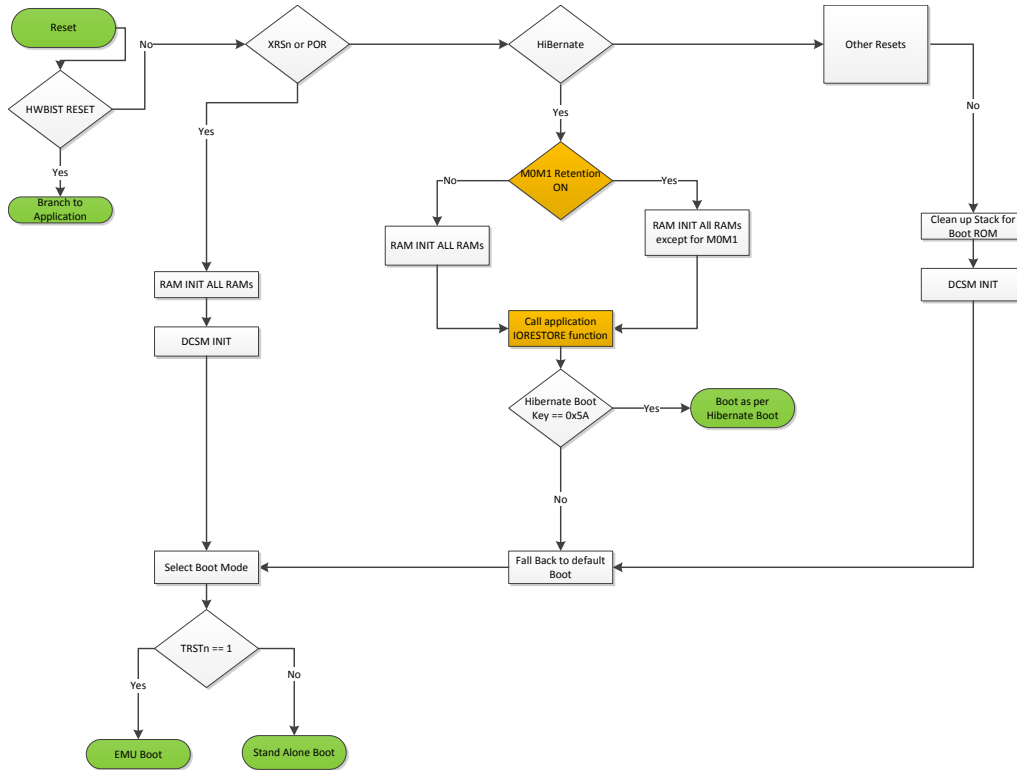 Reset
No
XRSn or POR
HiBernate
Other Resets
HWBIST RESET
No
Yes
Yes
Yes
Branch to
Application
M0M1 Retention
ON
No
Yes
RAM INIT ALL RAMs
RAM INIT All RAMs
except for M0M1
Clean up Stack for
Boot ROM
RAM INIT ALL RAMs
DCSM INIT
DCSM INIT
Call application
IORESTORE function
Hibernate Boot
Key == 0x5A
Yes
Boot as per
Hibernate Boot
No
Select Boot Mode
Fall Back to default
Boot
TRSTn == 1
Yes
No
EMU Boot
Stand Alone Boot